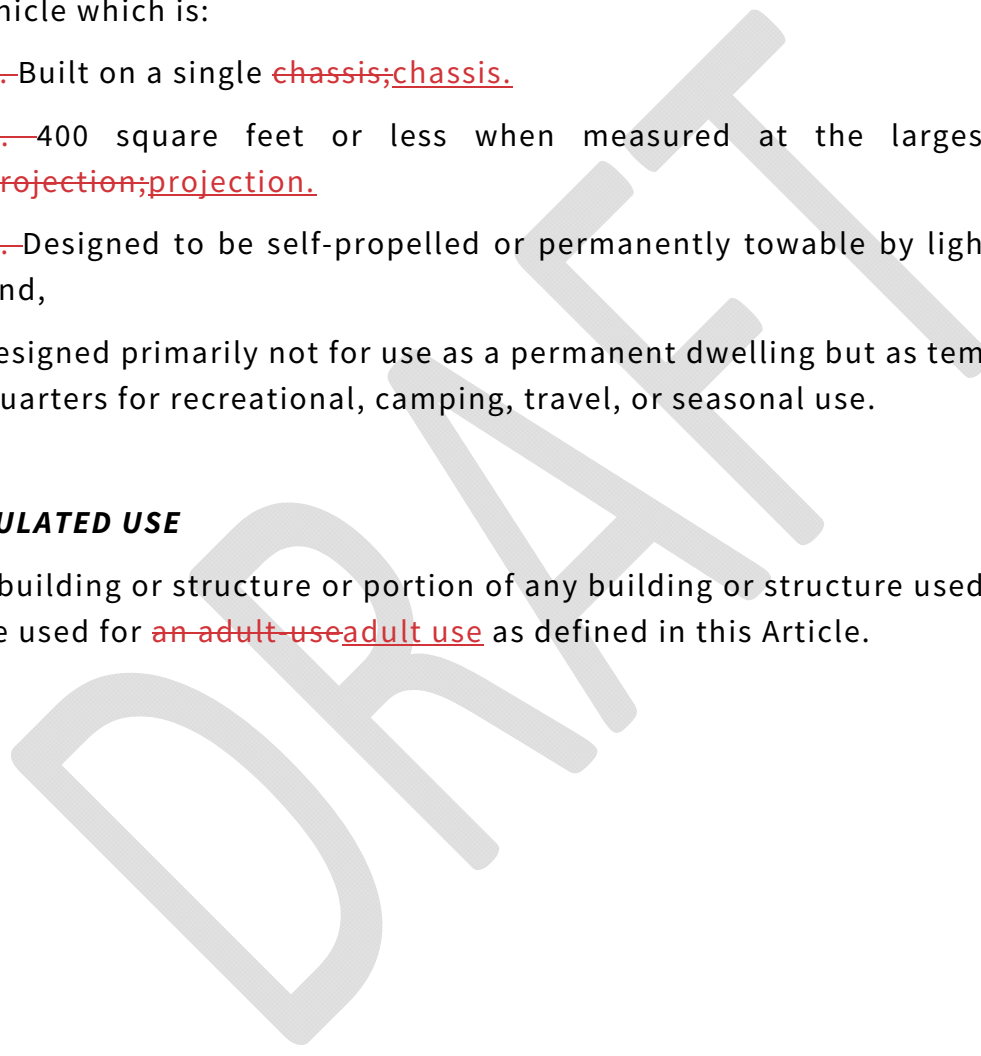 hicle which is:
. Built on a single chassis;chassis.
. 400 square feet or less when measured at the larges
rojection;projection.
. Designed to be self-propelled or permanently towable by ligh
nd,
esigned primarily not for use as a permanent dwelling but as tem
uarters for recreational, camping, travel, or seasonal use.
ULATED USE
building or structure or portion of any building or structure used
e used for an adult-useadult use as defined in this Article.
DRAFT